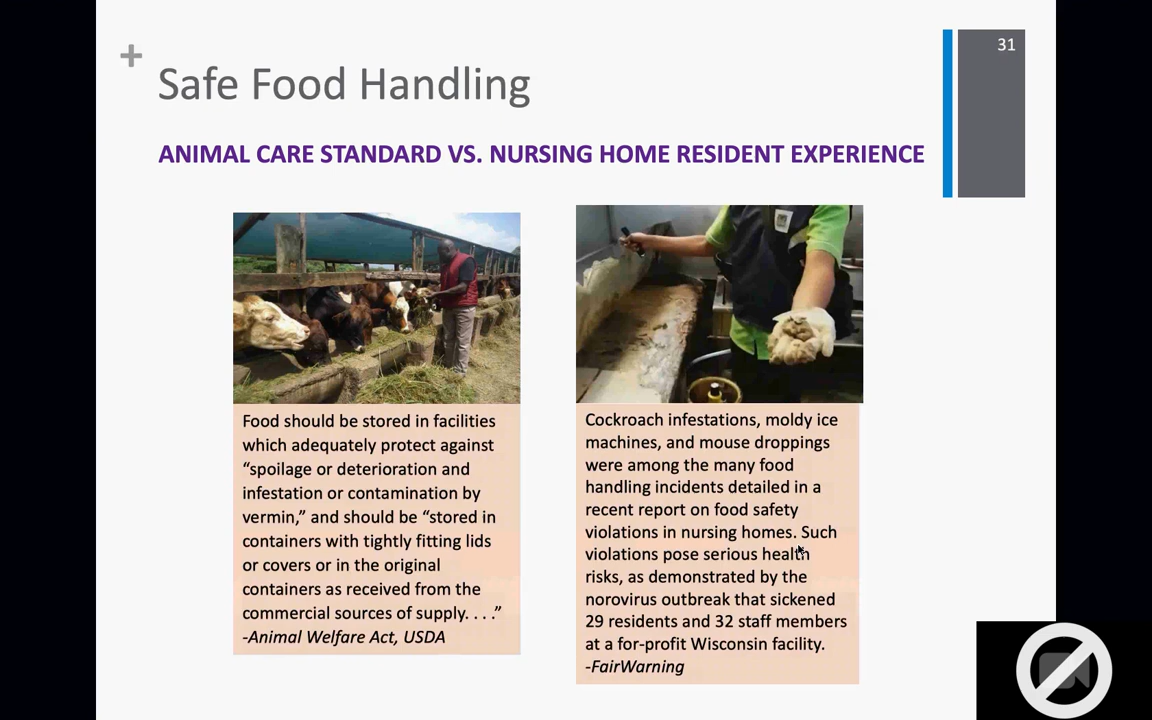 31
+
Safe Food Handling
ANIMAL CARE STANDARD VS. NURSING HOME RESIDENT EXPERIENCE
Food should be stored in facilities
which adequately protect against
“spoilage or deterioration and
infestation or contamination by
vermin,” and should be “stored in
containers with tightly fitting lids
or covers or in the original
containers as received from the
commercial sources of supply. . . .”
-Animal Welfare Act, USDA
Cockroach infestations, moldy ice
machines, and mouse droppings
were among the many food
handling incidents detailed in a
recent report on food safety
violations in nursing homes. Such
violations pose serious health
risks, as demonstrated by the
norovirus outbreak that sickened
29 residents and 32 staff members
at a for-profit Wisconsin facility.
-FairWarning